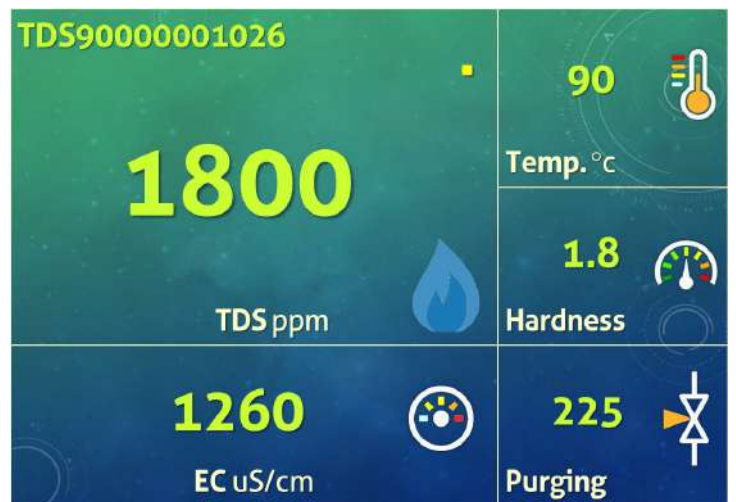 TDS90000001026
1800
TDS ppm
90
Temp. °c
1.8
Hardness
1260
EC uS/cm
225
Purging